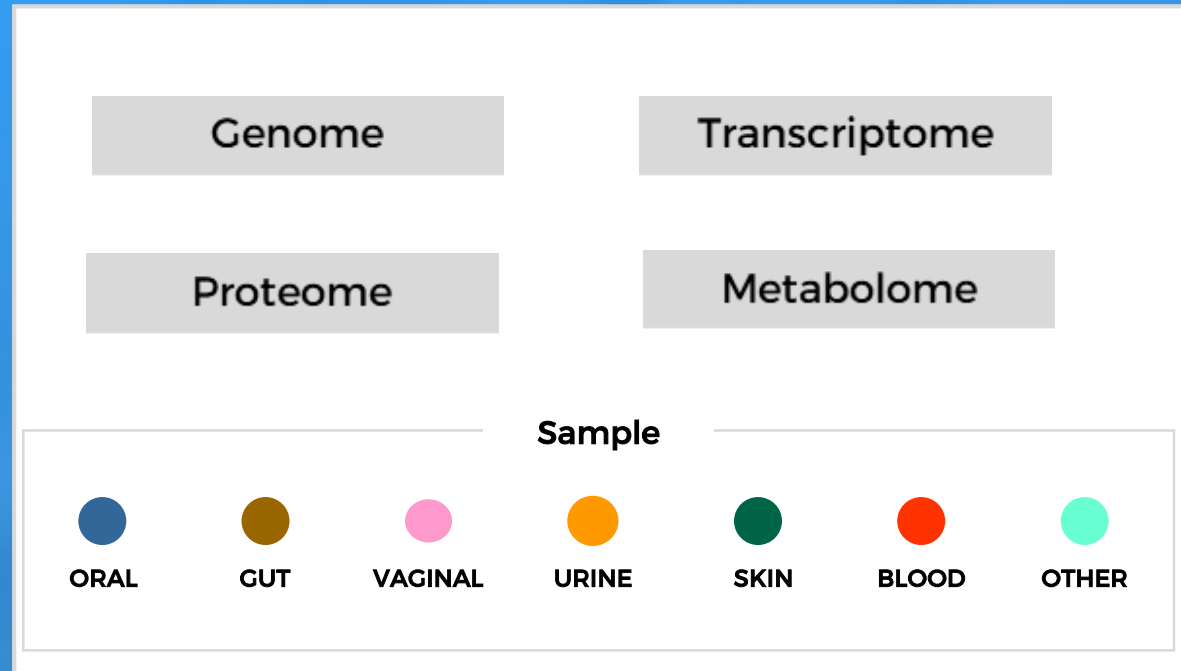 Genome
Transcriptome
Proteome
Metabolome
Sample
ORAL
GUT
VAGINAL
URINE
SKIN
BLOOD
OTHER